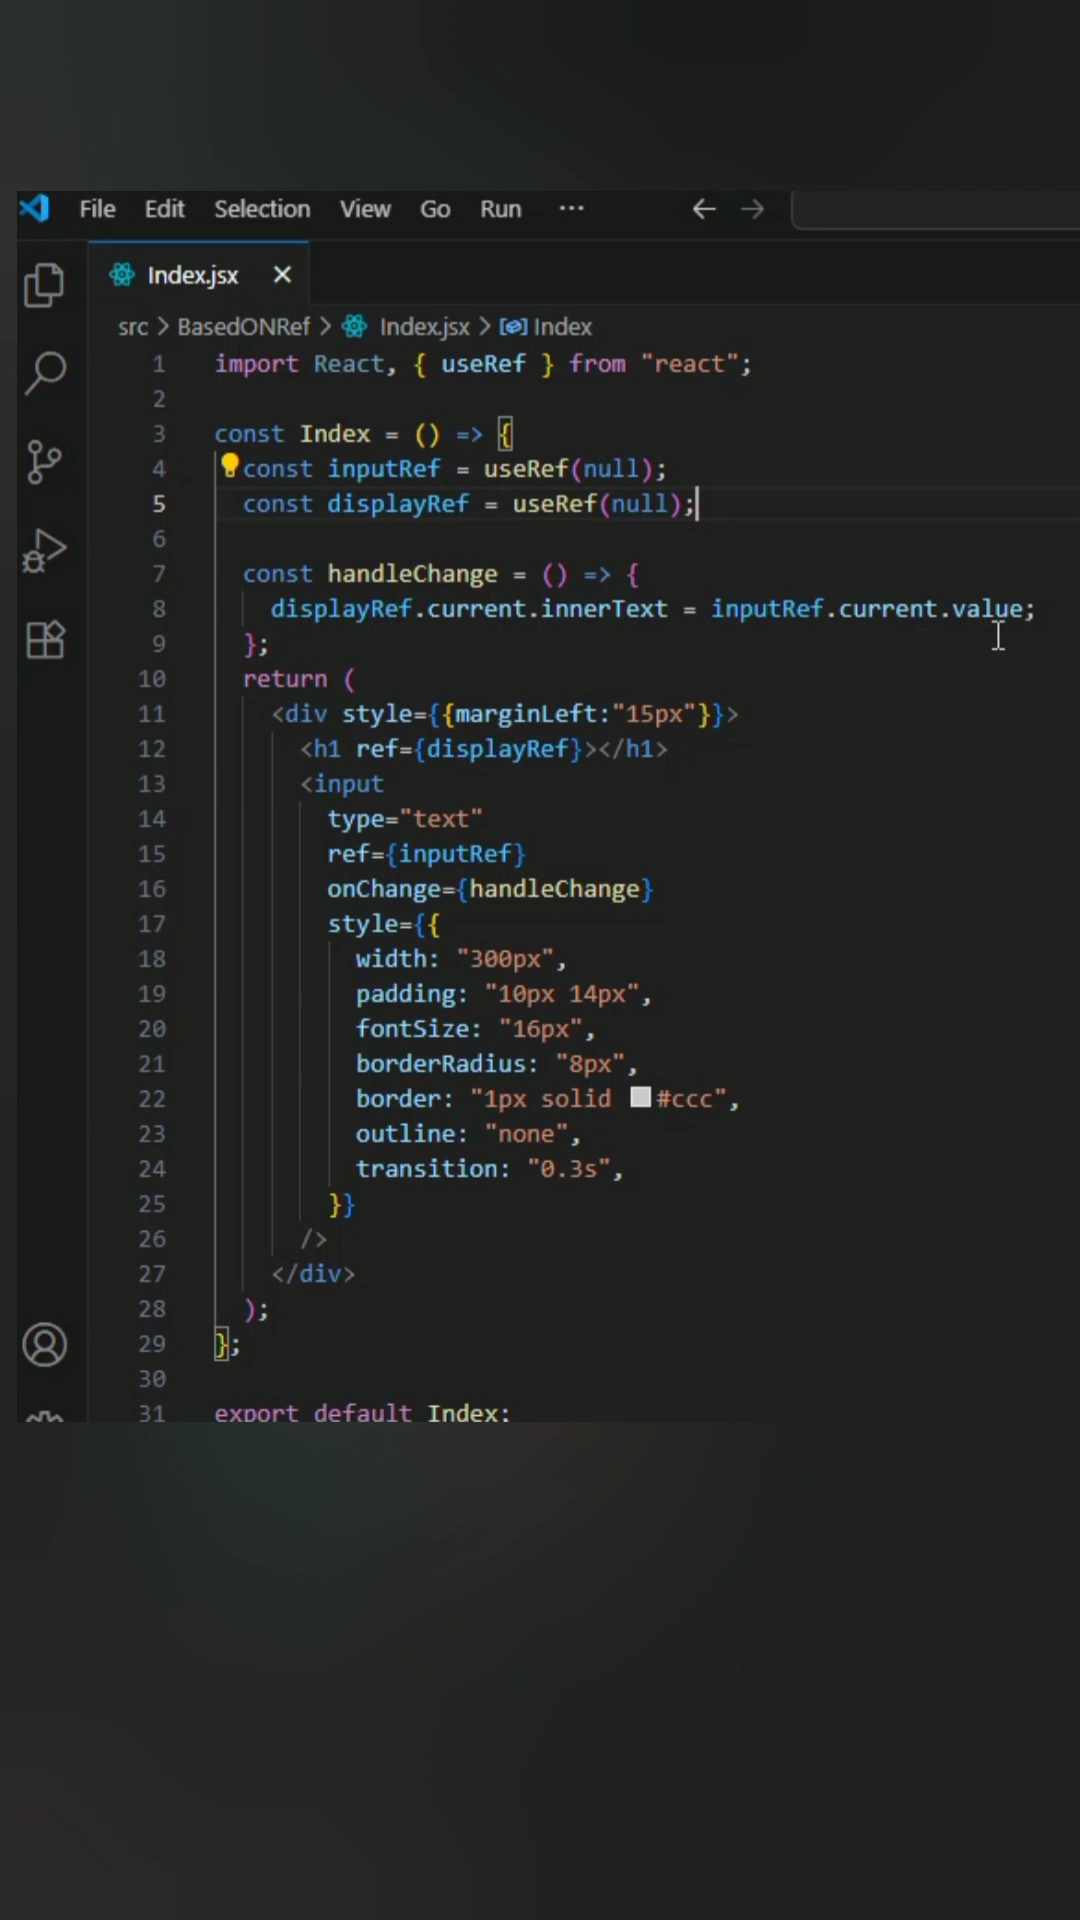 File Edit Selection View Go Run ...
Index.jsx
src > BasedONRef > Index.jsx > Index
1 import React, { useRef } from "react";
2
3 const Index = () => {
4 const inputRef = useRef(null);
5 const displayRef = useRef(null);
6
7 const handleChange = () => {
8 displayRef.current.innerText = inputRef.current.value;
9 };
10 return (
11 <div style={{marginLeft:"15px"}}>
12 <h1 ref={displayRef}></h1>
13 <input
14 type="text"
15 ref={inputRef}
16 onChange={handleChange}
17 style={{
18 width: "300px",
19 padding: "10px 14px",
20 fontSize: "16px",
21 borderRadius: "8px",
22 border: "1px solid #ccc",
23 outline: "none",
24 transition: "0.3s",
25 }}
26 />
27 </div>
28 );
29 };
30
31 export default Index;